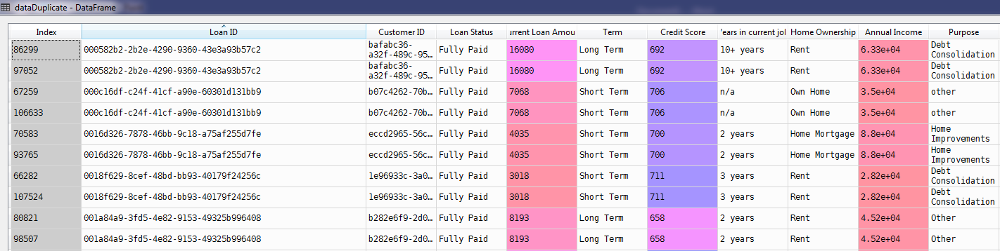 dataDuplicate - DataFrame
Index Loan ID Customer ID Loan Status urrent Loan Amou Term Credit Score Years in current jol Home Ownership Annual Income Purpose
86299 000582b2-2b2e-4290-9360-43e3a93b57c2 bafabc36-a32f-489c-95… Fully Paid 16080 Long Term 692 10+ years Rent 6.33e+04 Debt Consolidation
97052 000582b2-2b2e-4290-9360-43e3a93b57c2 bafabc36-a32f-489c-95… Fully Paid 16080 Long Term 692 10+ years Rent 6.33e+04 Debt Consolidation
67259 000c16df-c24f-41cf-a90e-60301d131bb9 b07c4262-70b… Fully Paid 7068 Short Term 706 n/a Own Home 3.5e+04 other
106633 000c16df-c24f-41cf-a90e-60301d131bb9 b07c4262-70b… Fully Paid 7068 Short Term 706 n/a Own Home 3.5e+04 other
70583 0016d326-7878-46bb-9c18-a75af255d7fe eccd2965-56c… Fully Paid 4035 Short Term 700 2 years Home Mortgage 8.8e+04 Home Improvements
93765 0016d326-7878-46bb-9c18-a75af255d7fe eccd2965-56c… Fully Paid 4035 Short Term 700 2 years Home Mortgage 8.8e+04 Home Improvements
66282 0018f629-8cef-48bd-bb93-40179f24256c 1e96933c-3a0… Fully Paid 3018 Short Term 711 3 years Rent 2.82e+04 Debt Consolidation
107524 0018f629-8cef-48bd-bb93-40179f24256c 1e96933c-3a0… Fully Paid 3018 Short Term 711 3 years Rent 2.82e+04 Debt Consolidation
80821 001a84a9-3fd5-4e82-9153-49325b996408 b282e6f9-2d0… Fully Paid 8193 Long Term 658 2 years Rent 4.52e+04 Other
98507 001a84a9-3fd5-4e82-9153-49325b996408 b282e6f9-2d0… Fully Paid 8193 Long Term 658 2 years Rent 4.52e+04 Other